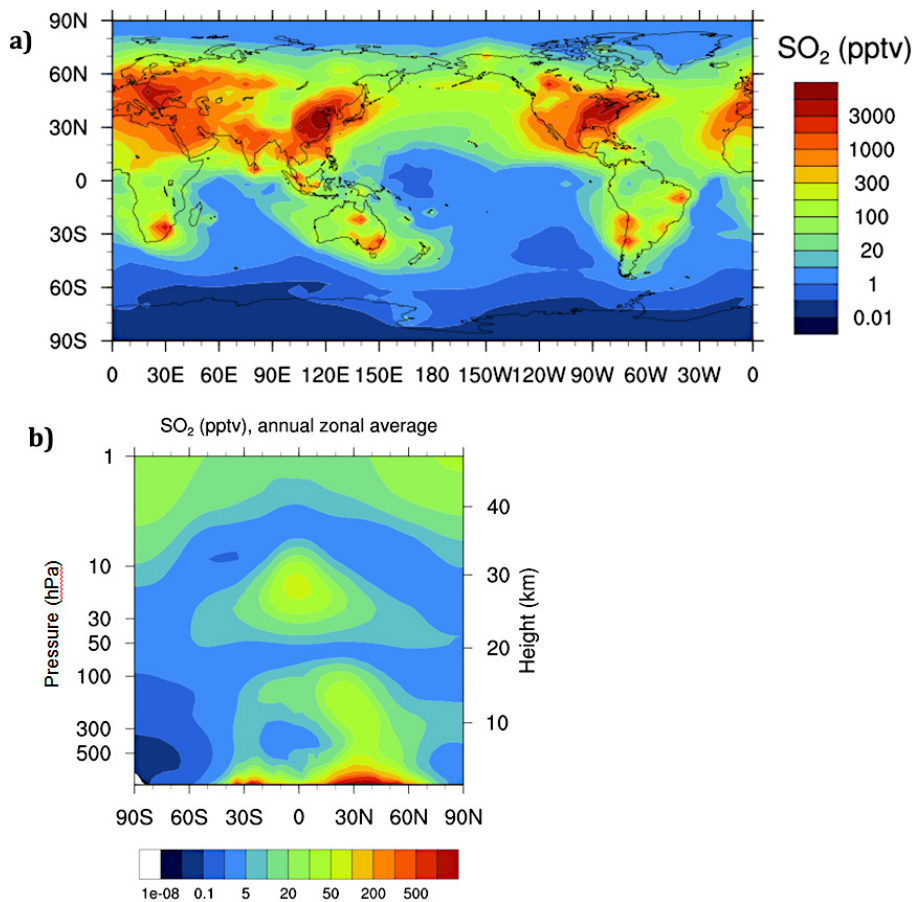 a)
SO2 (pptv)
90N
60N
30N
0
30S
60S
90S
0 30E 60E 90E 120E 150E 180 150W 120W 90W 60W 30W 0
3000
1000
300
100
20
1
0.01
b)
SO2 (pptv), annual zonal average
Pressure (hPa)
1
10
30
50
100
300
500
Height (km)
40
30
20
10
90S 60S 30S 0 30N 60N 90N
1e-08 0.1 5 20 50 200 500